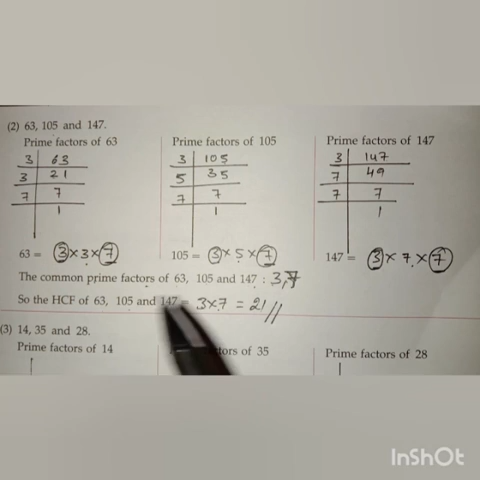 (2) 63, 105 and 147.
Prime factors of 63
3 63
3 21
7 7
1
63 = 3 × 3 × 7
Prime factors of 105
3 105
5 35
7 7
1
105 = 3 × 5 × 7
Prime factors of 147
3 147
7 49
7 7
1
147 = 3 × 7 × 7
The common prime factors of 63, 105 and 147 : 3, 7
So the HCF of 63, 105 and 147 = 3×7 = 21//
(3) 14, 35 and 28.
Prime factors of 14
of 35
Prime factors of 28
InShOt